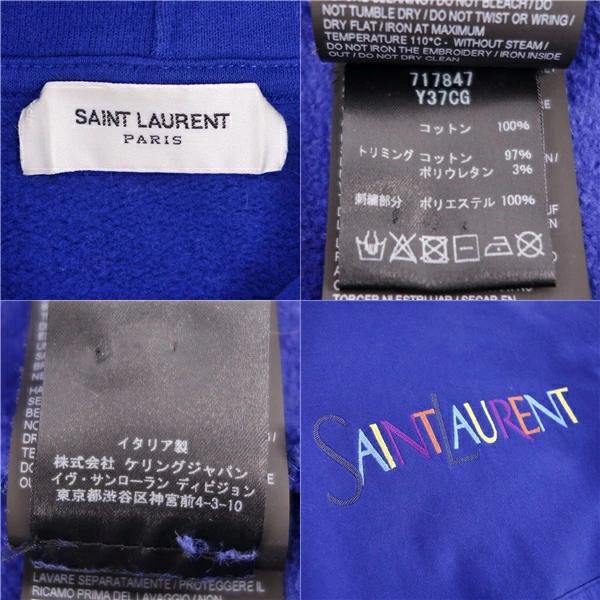 SAINT LAURENT
PARIS
DO NOT TUMBLE DRY / DO NOT TWIST OR WRING /
DRY FLAT / IRON AT MAXIMUM
TEMPERATURE 110°C - WITHOUT STEAM /
DO NOT IRON THE EMBROIDERY / IRON INSIDE
OUT / DO NOT DRY CLEAN
717847
Y37CG
コットン 100%
トリミング コットン 97%
ポリウレタン 3%
刺繍部分 ポリエステル 100%
イタリア製
株式会社 ケリングジャパン
イヴ・サンローラン ディビジョン
東京都渋谷区神宮前4-3-10
LAVARE SEPARATAMENTE / PROTEGGERE IL
RICAMO PRIMA DEL LAVAGGIO / NON
SAINT LAURENT